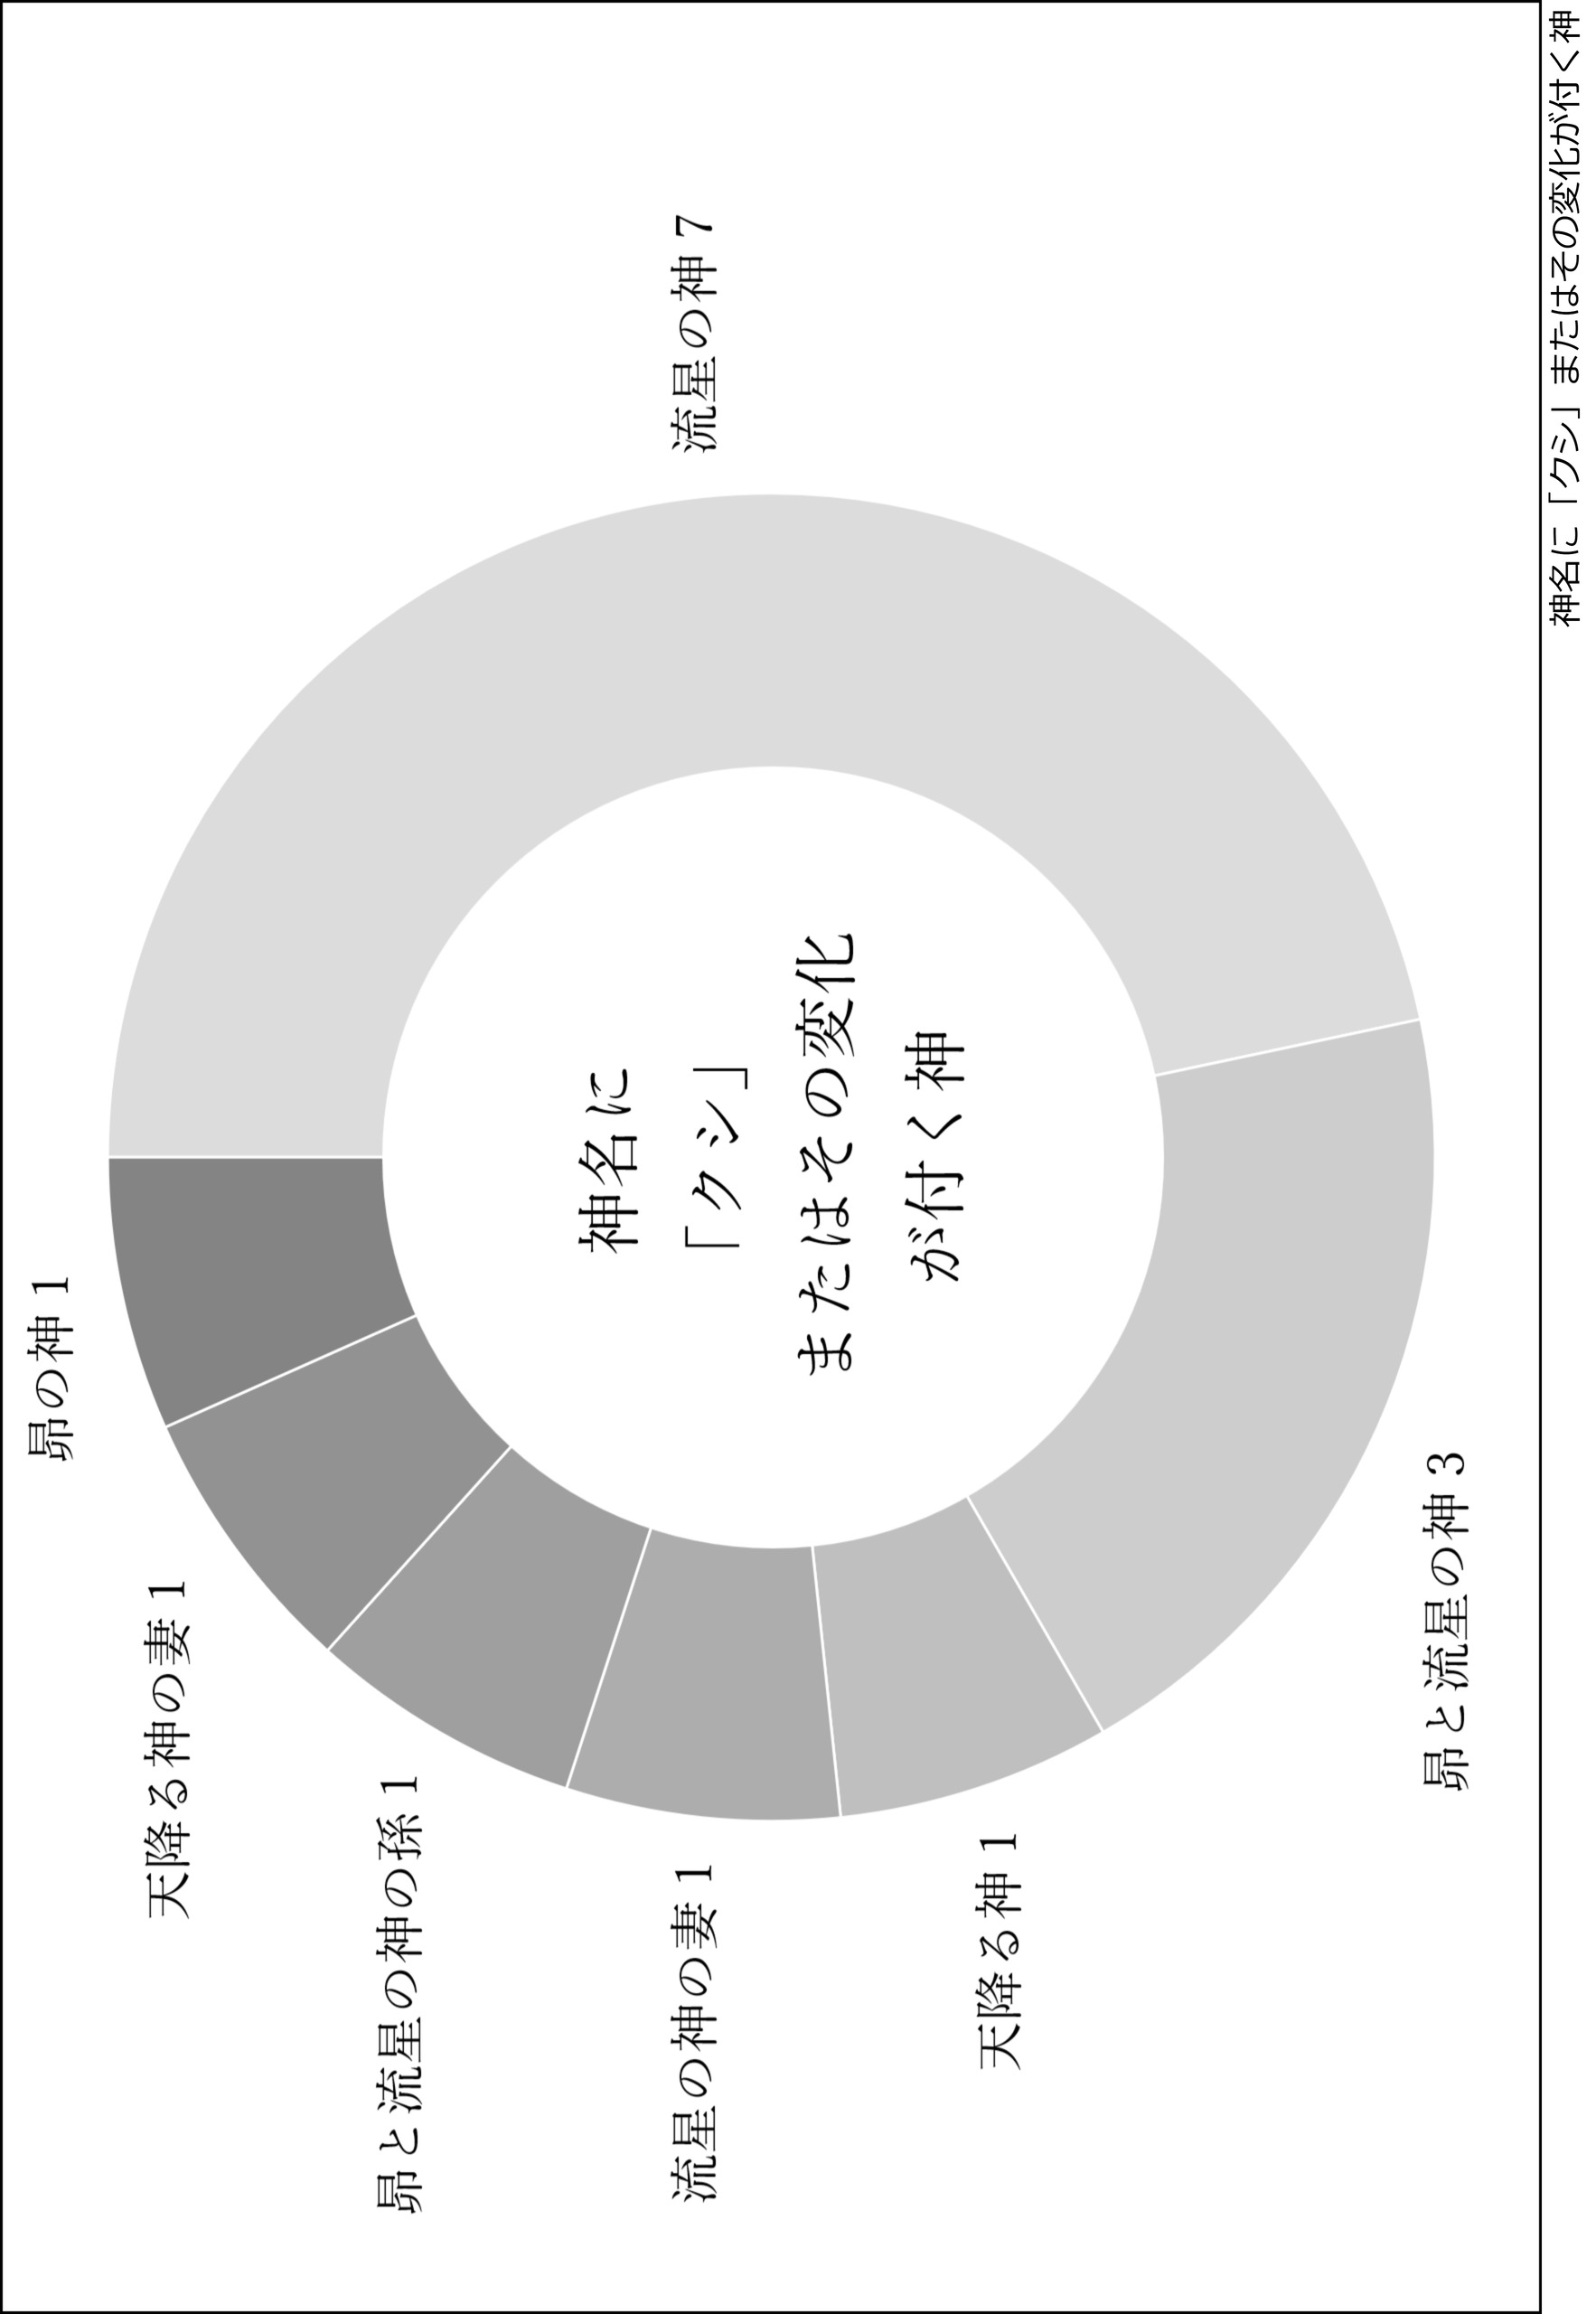 神名に
「クシ」
またはその変化
が付く神
流星の神 7
昴と流星の神 3
天降る神 1
流星の神の妻 1
昴と流星の神の孫 1
天降る神の妻 1
昴の神 1
神名に「クシ」またはその変化が付く神